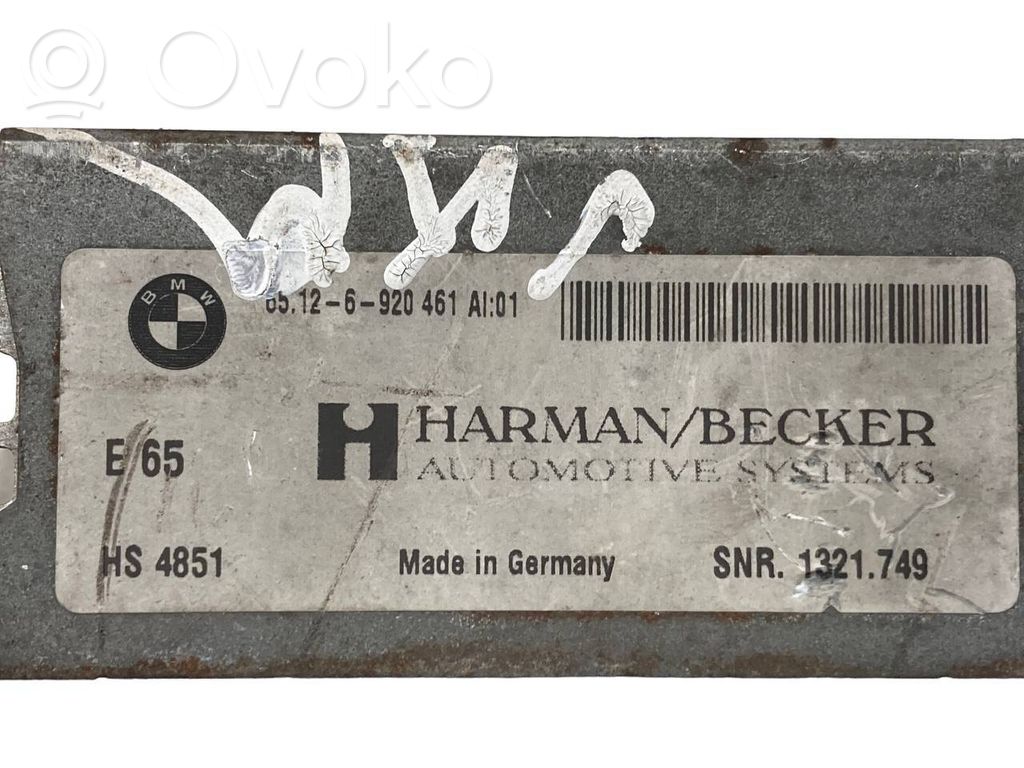 Ovoko
BMW
65.12-6-920 461 AI:01
HARMAN/BECKER
AUTOMOTIVE SYSTEMS
E 65
HS 4851
Made in Germany
SNR. 1321.749